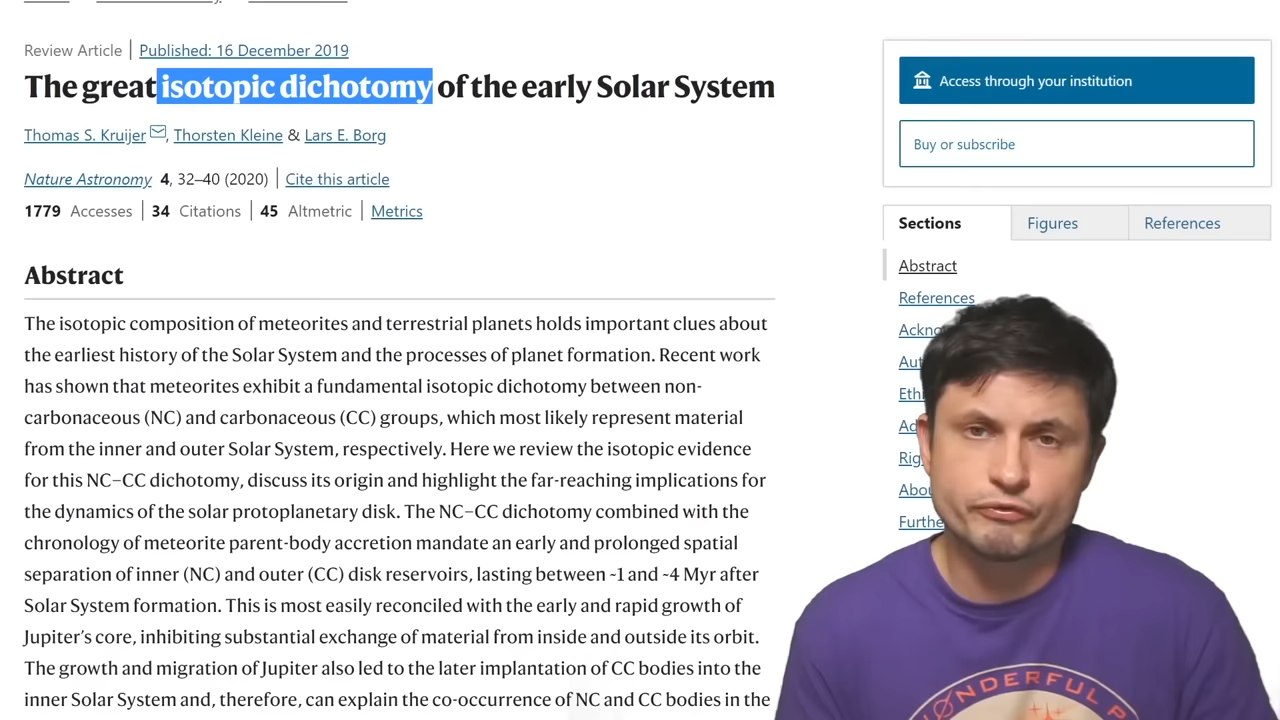 Review Article | Published: 16 December 2019
The great isotopic dichotomy of the early Solar System
Thomas S. Kruijer, Thorsten Kleine & Lars E. Borg
Nature Astronomy 4, 32–40 (2020) | Cite this article
1779 Accesses | 34 Citations | 45 Altmetric | Metrics
Abstract
The isotopic composition of meteorites and terrestrial planets holds important clues about
the earliest history of the Solar System and the processes of planet formation. Recent work
has shown that meteorites exhibit a fundamental isotopic dichotomy between non-
carbonaceous (NC) and carbonaceous (CC) groups, which most likely represent material
from the inner and outer Solar System, respectively. Here we review the isotopic evidence
for this NC–CC dichotomy, discuss its origin and highlight the far-reaching implications for
the dynamics of the solar protoplanetary disk. The NC–CC dichotomy combined with the
chronology of meteorite parent-body accretion mandate an early and prolonged spatial
separation of inner (NC) and outer (CC) disk reservoirs, lasting between ~1 and ~4 Myr after
Solar System formation. This is most easily reconciled with the early and rapid growth of
Jupiter’s core, inhibiting substantial exchange of material from inside and outside its orbit.
The growth and migration of Jupiter also led to the later implantation of CC bodies into the
inner Solar System and, therefore, can explain the co-occurrence of NC and CC bodies in the
Access through your institution
Buy or subscribe
Sections Figures References
Abstract
References
Ackno
Aut
Eth
Ad
Rig
Abou
Furthe
WONDERFUL P